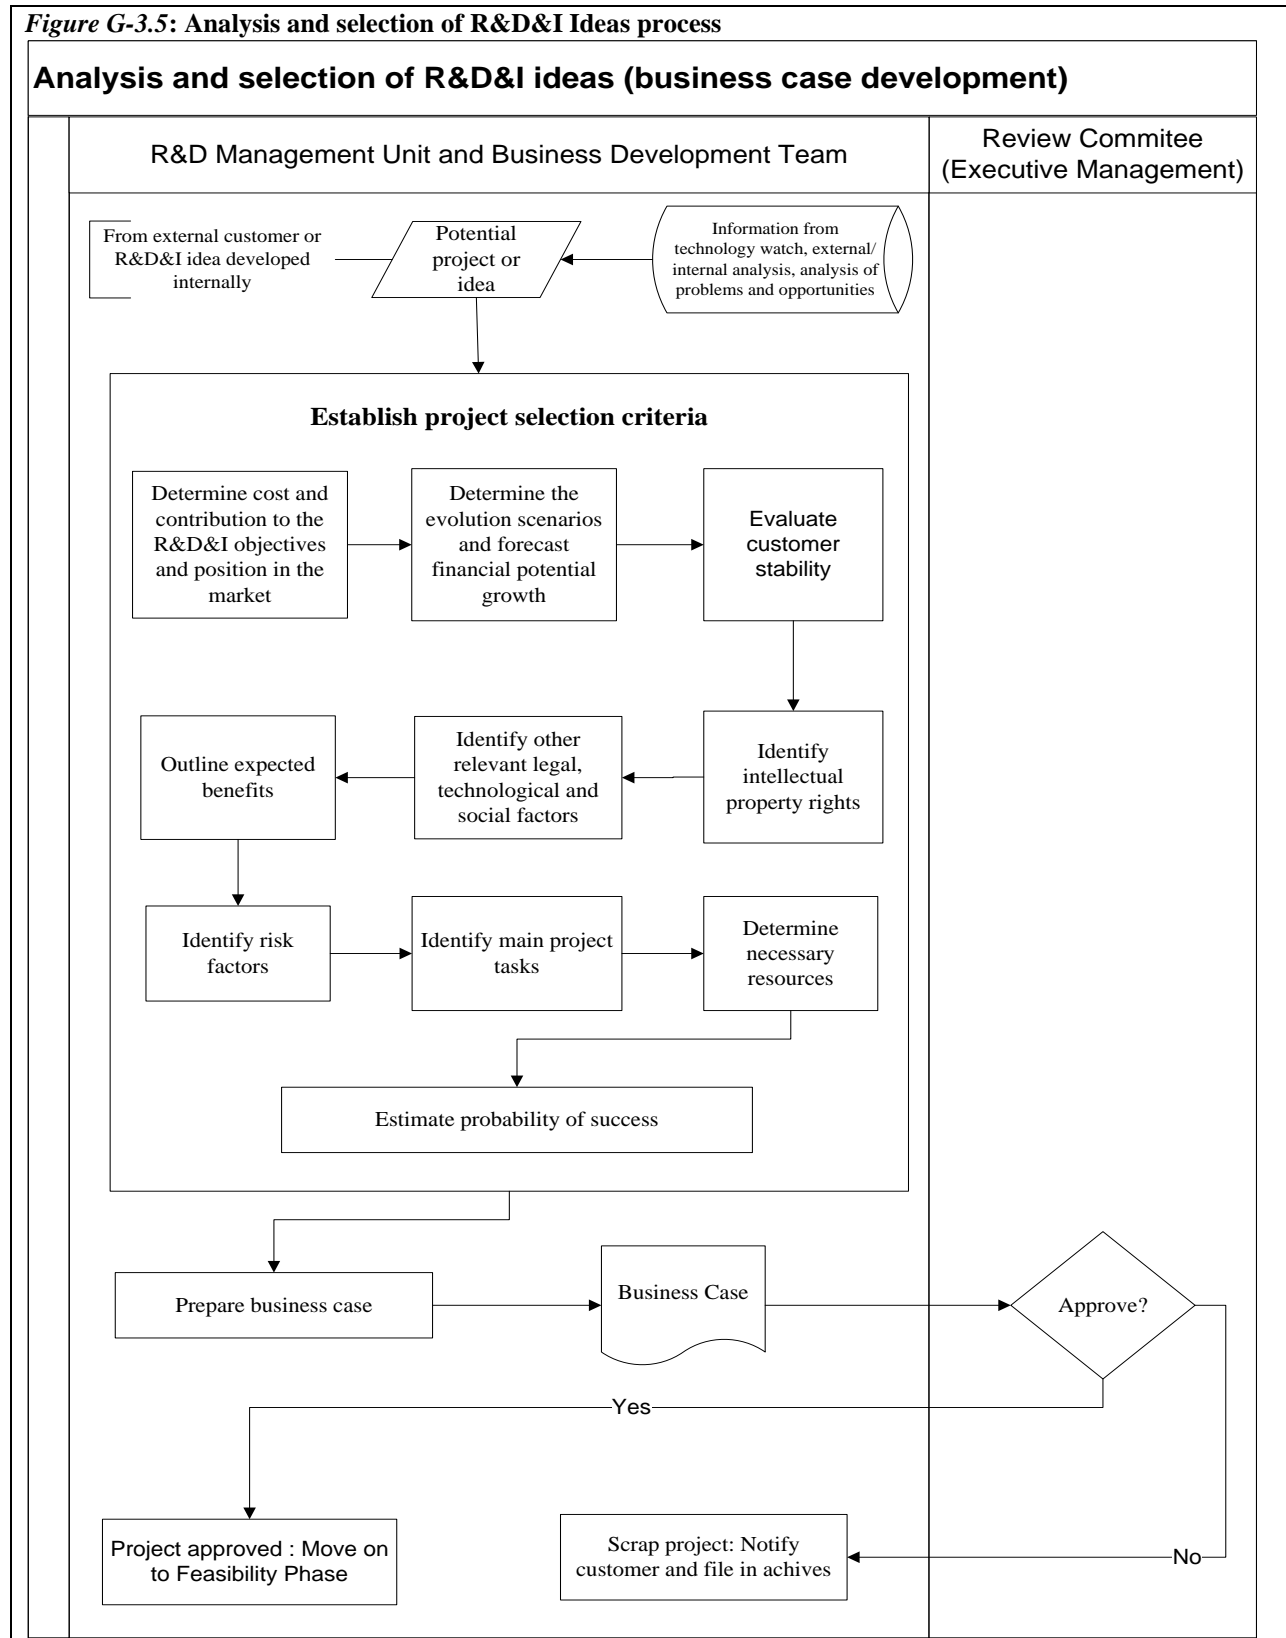 Figure G-3.5: Analysis and selection of R&D&I Ideas process
Analysis and selection of R&D&I ideas (business case development)
R&D Management Unit and Business Development Team
Review Commitee
(Executive Management)
From external customer or
R&D&I idea developed
internally
Potential
project or
idea
Information from
technology watch, external/
internal analysis, analysis of
problems and opportunities
Establish project selection criteria
Determine cost and
contribution to the
R&D&I objectives
and position in the
market
Determine the
evolution scenarios
and forecast
financial potential
growth
Evaluate
customer
stability
Identify
intellectual
property rights
Identify other
relevant legal,
technological and
social factors
Outline expected
benefits
Identify risk
factors
Identify main project
tasks
Determine
necessary
resources
Estimate probability of success
Prepare business case
Business Case
Approve?
Yes
Project approved : Move on
to Feasibility Phase
Scrap project: Notify
customer and file in achives
No